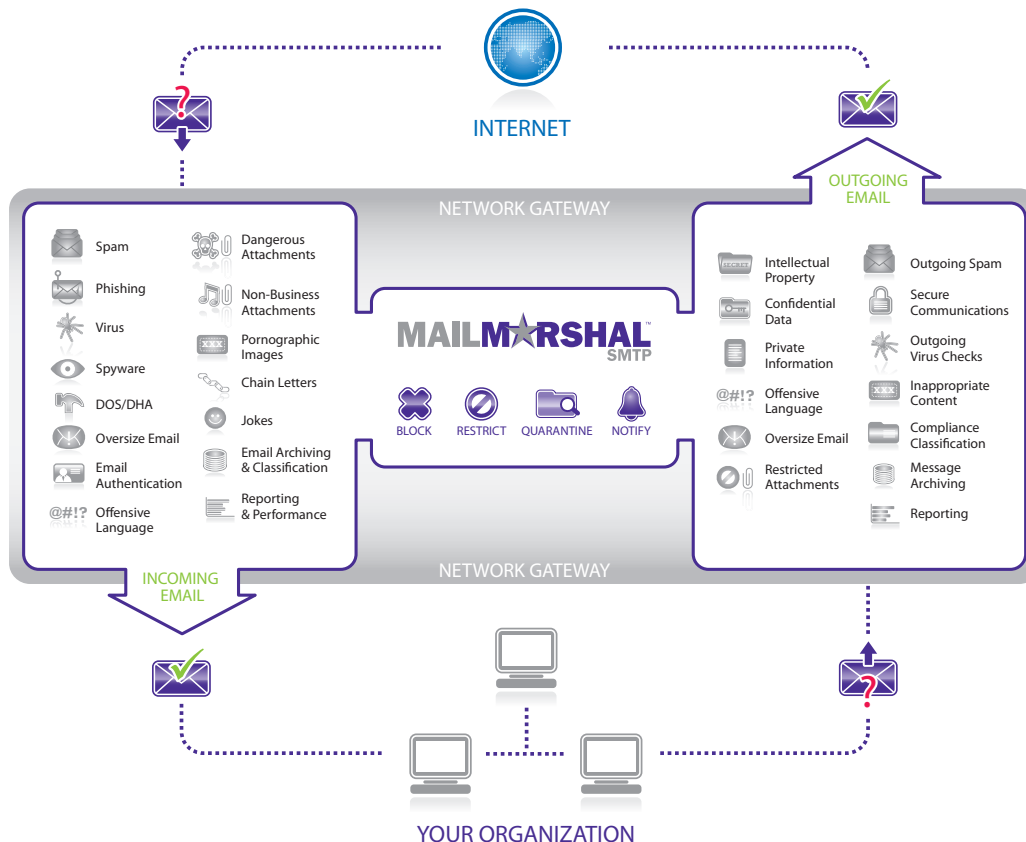 INTERNET
OUTGOING
EMAIL
NETWORK GATEWAY
Spam
Phishing
Virus
Spyware
DOS/DHA
Oversize Email
Email
Authentication
@#!?
Offensive
Language
Dangerous
Attachments
Non-Business
Attachments
XXX
Pornographic
Images
Chain Letters
Jokes
Email Archiving
& Classification
Reporting
& Performance
MAILMARSHAL™
SMTP
BLOCK
RESTRICT
QUARANTINE
NOTIFY
SECRET
Intellectual
Property
Confidential
Data
Private
Information
@#!?
Offensive
Language
Oversize Email
Restricted
Attachments
Outgoing Spam
Secure
Communications
Outgoing
Virus Checks
XXX
Inappropriate
Content
Compliance
Classification
Message
Archiving
Reporting
NETWORK GATEWAY
INCOMING
EMAIL
YOUR ORGANIZATION